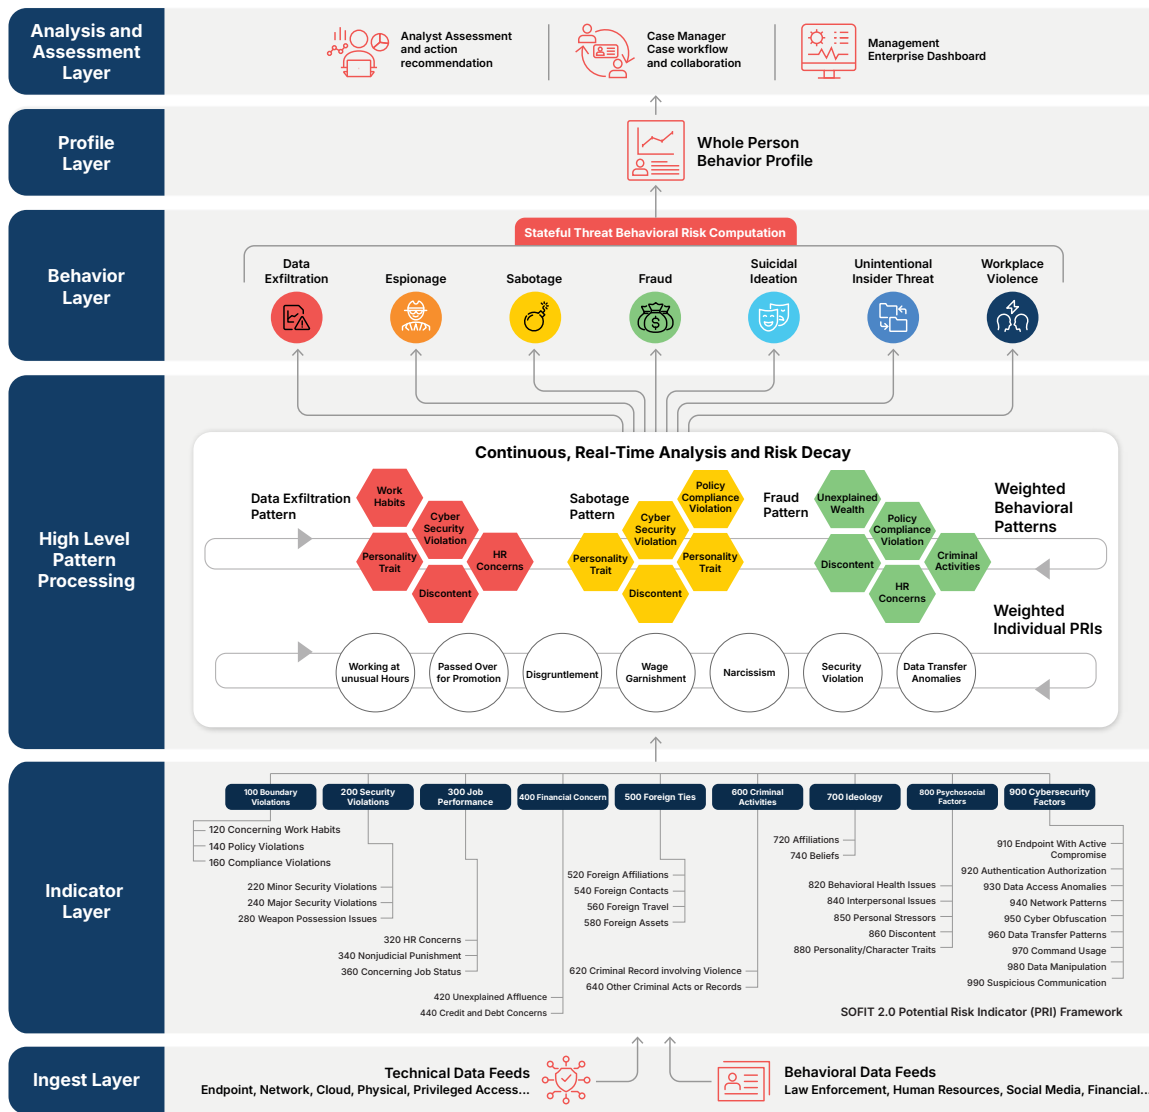 Analysis and
Assessment
Layer
Analyst Assessment
and action
recommendation
Case Manager
Case workflow
and collaboration
Management
Enterprise Dashboard
Profile
Layer
Whole Person
Behavior Profile
Behavior
Layer
Stateful Threat Behavioral Risk Computation
Data
Exfiltration
Espionage
Sabotage
Fraud
Suicidal
Ideation
Unintentional
Insider Threat
Workplace
Violence
High Level
Pattern
Processing
Continuous, Real-Time Analysis and Risk Decay
Data Exfiltration
Pattern
Work
Habits
Cyber
Security
Violation
Personality
Trait
HR
Concerns
Discontent
Sabotage
Pattern
Policy
Compliance
Violation
Cyber
Security
Violation
Personality
Trait
Personality
Trait
Discontent
Fraud
Pattern
Unexplained
Wealth
Policy
Compliance
Violation
Discontent
Criminal
Activities
HR
Concerns
Weighted
Behavioral
Patterns
Weighted
Individual PRIs
Working at
unusual Hours
Passed Over
for Promotion
Disgruntlement
Wage
Garnishment
Narcissism
Security
Violation
Data Transfer
Anomalies
Indicator
Layer
100 Boundary
Violations
120 Concerning Work Habits
140 Policy Violations
160 Compliance Violations
200 Security
Violations
220 Minor Security Violations
240 Major Security Violations
280 Weapon Possession Issues
300 Job
Performance
320 HR Concerns
340 Nonjudicial Punishment
360 Concerning Job Status
400 Financial Concern
420 Unexplained Affluence
440 Credit and Debt Concerns
500 Foreign Ties
520 Foreign Affiliations
540 Foreign Contacts
560 Foreign Travel
580 Foreign Assets
600 Criminal
Activities
620 Criminal Record involving Violence
640 Other Criminal Acts or Records
700 Ideology
720 Affiliations
740 Beliefs
800 Psychosocial
Factors
820 Behavioral Health Issues
840 Interpersonal Issues
850 Personal Stressors
860 Discontent
880 Personality/Character Traits
900 Cybersecurity
Factors
910 Endpoint With Active
Compromise
920 Authentication Authorization
930 Data Access Anomalies
940 Network Patterns
950 Cyber Obfuscation
960 Data Transfer Patterns
970 Command Usage
980 Data Manipulation
990 Suspicious Communication
SOFIT 2.0 Potential Risk Indicator (PRI) Framework
Ingest Layer
Technical Data Feeds
Endpoint, Network, Cloud, Physical, Privileged Access...
Behavioral Data Feeds
Law Enforcement, Human Resources, Social Media, Financial...